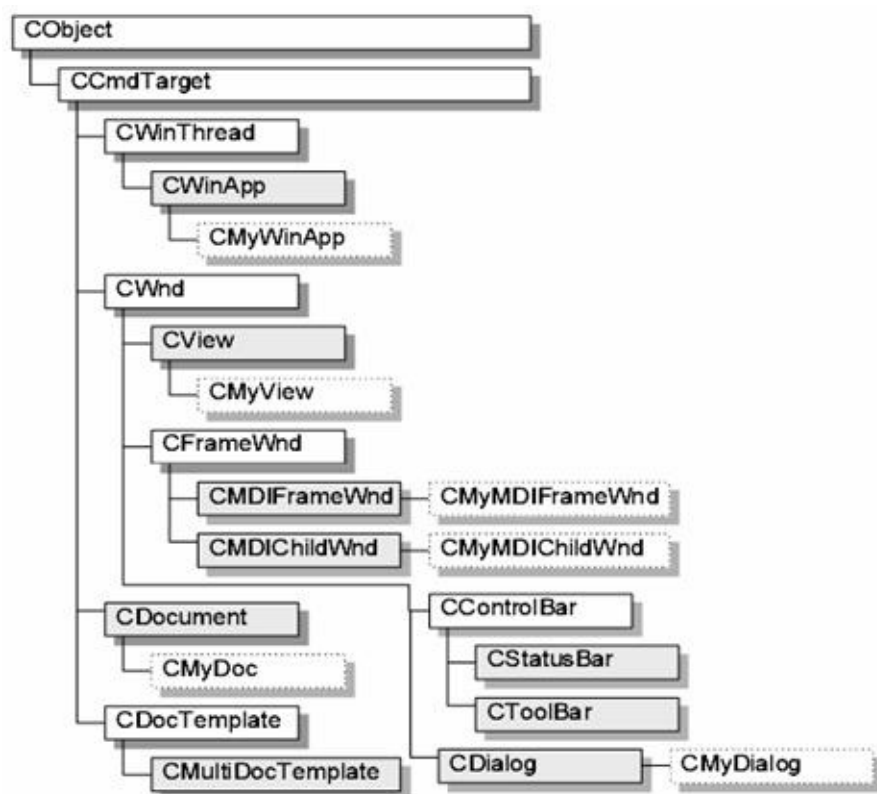 CObject
CCmdTarget
CWinThread
CWinApp
CMyWinApp
CWnd
CView
CMyView
CFrameWnd
CMDIFrameWnd CMyMDIFrameWnd
CMDIChildWnd CMyMDIChildWnd
CDocument CControlBar
CMyDoc CStatusBar
CDocTemplate CToolBar
CMultiDocTemplate CDialog CMyDialog